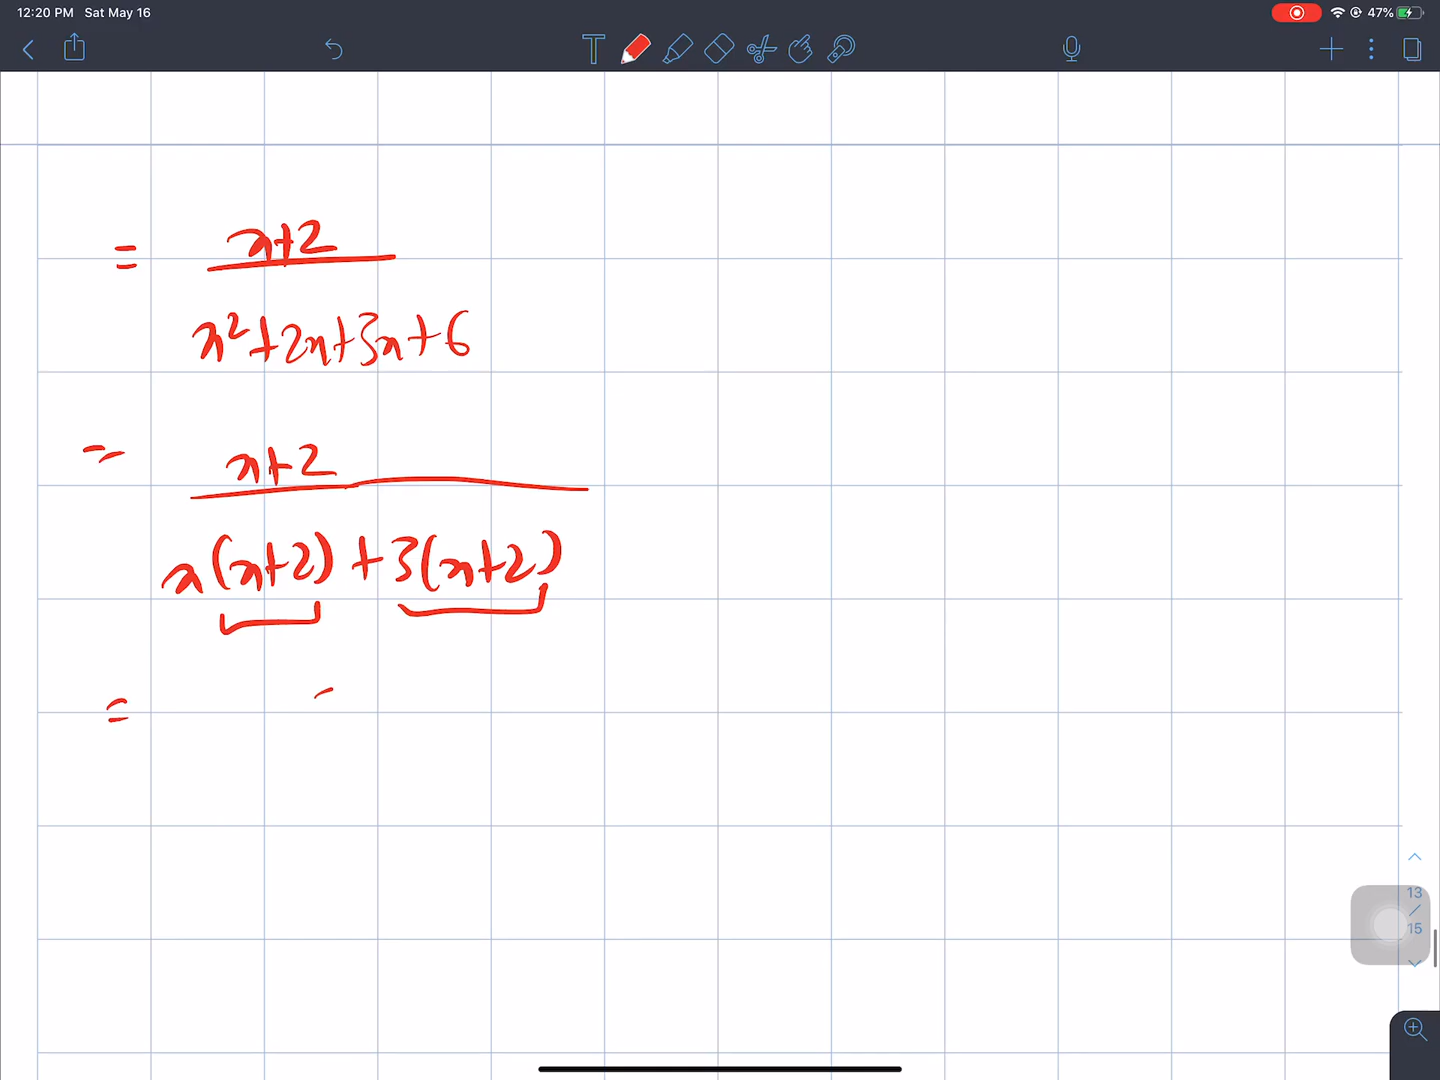 12:20 PM Sat May 16 47%
= x+2
x²+2x+3x+6
= x+2
x(x+2)+3(x+2)
=
13
/
15